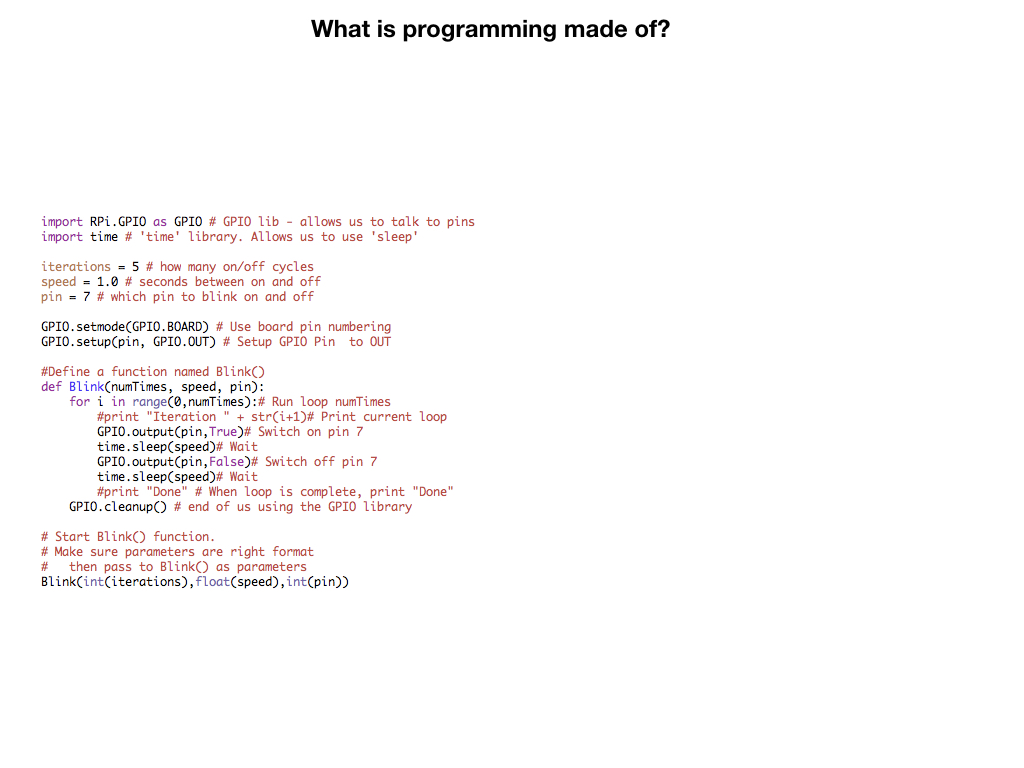 What is programming made of?
import RPi.GPIO as GPIO # GPIO lib - allows us to talk to pins
import time # 'time' library. Allows us to use 'sleep'
iterations = 5 # how many on/off cycles
speed = 1.0 # seconds between on and off
pin = 7 # which pin to blink on and off
GPIO.setmode(GPIO.BOARD) # Use board pin numbering
GPIO.setup(pin, GPIO.OUT) # Setup GPIO Pin  to OUT
#Define a function named Blink()
def Blink(numTimes, speed, pin):
    for i in range(0,numTimes):# Run loop numTimes
        #print "Iteration " + str(i+1)# Print current loop
        GPIO.output(pin,True)# Switch on pin 7
        time.sleep(speed)# Wait
        GPIO.output(pin,False)# Switch off pin 7
        time.sleep(speed)# Wait
        #print "Done" # When loop is complete, print "Done"
    GPIO.cleanup() # end of us using the GPIO library
# Start Blink() function.
# Make sure parameters are right format
#   then pass to Blink() as parameters
Blink(int(iterations),float(speed),int(pin))